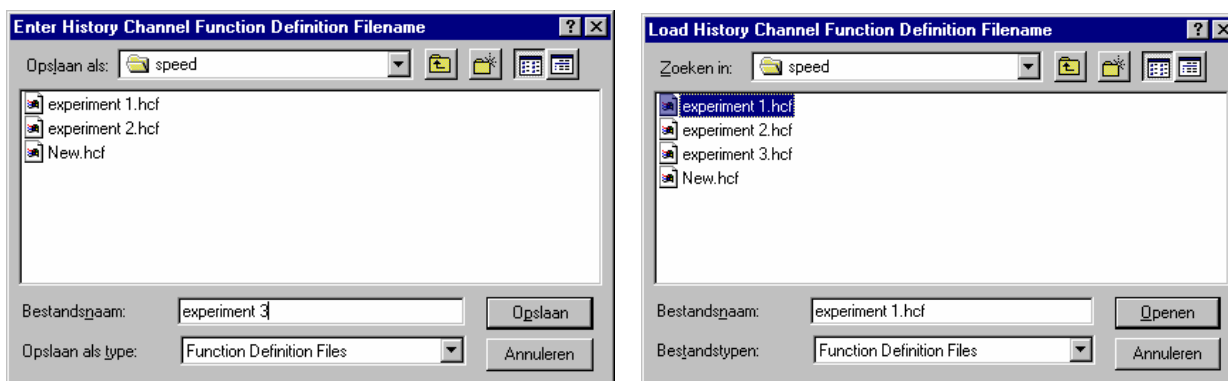 Enter History Channel Function Definition Filename
Opslaan als: speed
experiment 1.hcf
experiment 2.hcf
New.hcf
Bestandsnaam: experiment 3 Opslaan
Opslaan als type: Function Definition Files Annuleren
Load History Channel Function Definition Filename
Zoeken in: speed
experiment 1.hcf
experiment 2.hcf
experiment 3.hcf
New.hcf
Bestandsnaam: experiment 1.hcf Openen
Bestandstypen: Function Definition Files Annuleren